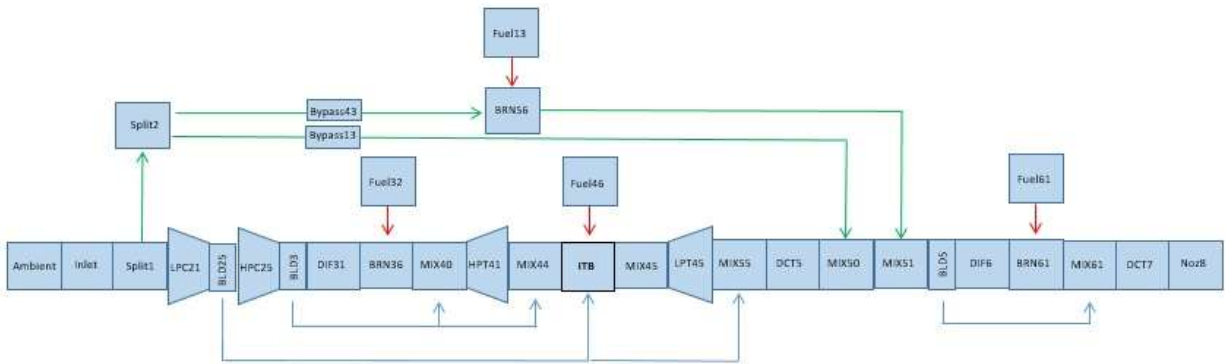 Fuel13
Bypass43
BRN56
Split2
Bypass13
Fuel32
Fuel46
Fuel61
Ambient
Inlet
Split1
LPC21
BLD25
HPC25
BLD3
DIF31
BRN36
MIX40
HPT41
MIX44
ITB
MIX45
LPT45
MIX55
DCT5
MIX50
MIX51
BLD5
DIF6
BRN61
MIX61
DCT7
Noz8